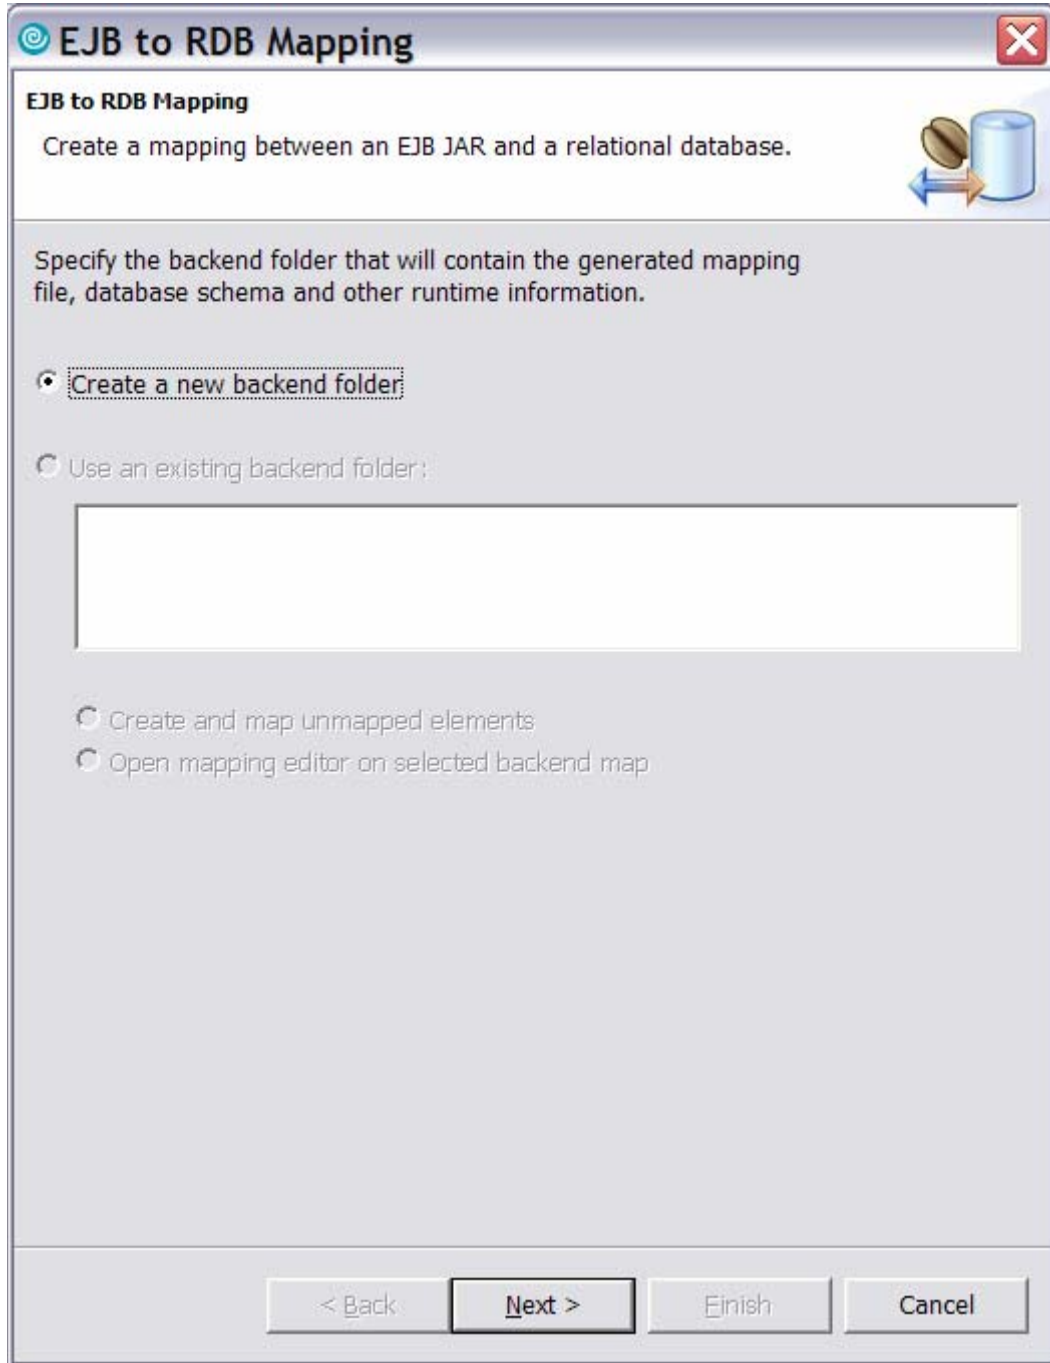 EJB to RDB Mapping
EJB to RDB Mapping
Create a mapping between an EJB JAR and a relational database.
Specify the backend folder that will contain the generated mapping
file, database schema and other runtime information.
Create a new backend folder
Use an existing backend folder:
Create and map unmapped elements
Open mapping editor on selected backend map
< Back Next > Finish Cancel